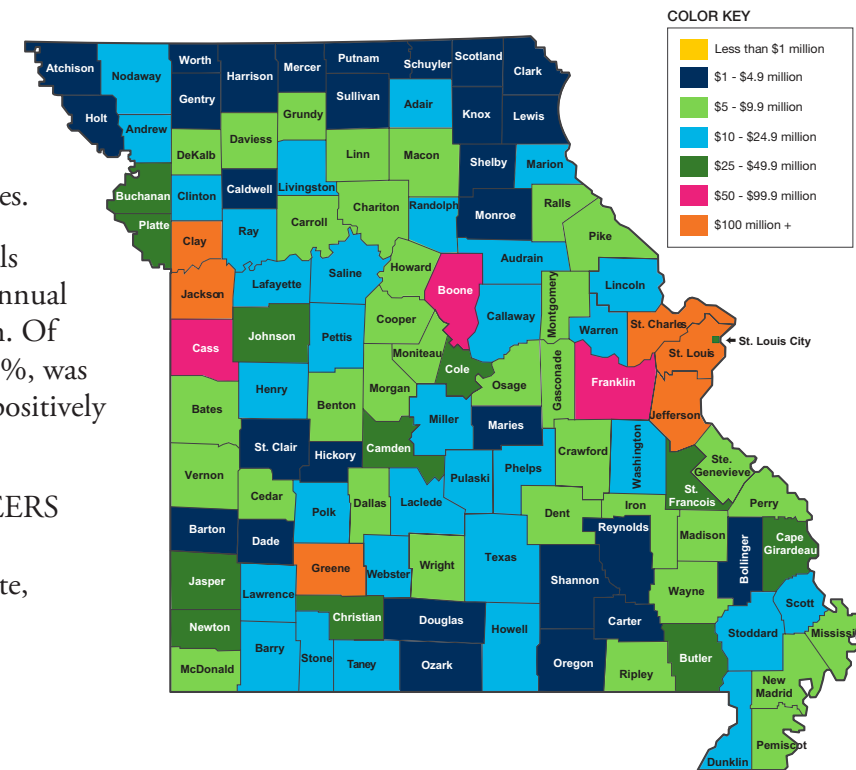 COLOR KEY
Less than $1 million
$1 - $4.9 million
$5 - $9.9 million
$10 - $24.9 million
$25 - $49.9 million
$50 - $99.9 million
$100 million +
es.
ls
nnual
n. Of
%, was
positively
EERS
te,
Atchison
Nodaway
Worth
Harrison
Mercer
Putnam
Schuyler
Scotland
Clark
Holt
Andrew
Gentry
Grundy
Sullivan
Adair
Knox
Lewis
DeKalb
Daviess
Linn
Macon
Shelby
Marion
Buchanan
Clinton
Caldwell
Livingston
Chariton
Randolph
Monroe
Ralls
Platte
Clay
Ray
Carroll
Pike
Jackson
Lafayette
Saline
Howard
Boone
Audrain
Montgomery
Lincoln
Cass
Johnson
Pettis
Cooper
Callaway
Warren
St. Charles
St. Louis
St. Louis City
Moniteau
Cole
Osage
Gasconade
Franklin
Jefferson
Bates
Henry
Benton
Morgan
Miller
Maries
St. Clair
Hickory
Camden
Crawford
Washington
Ste.
Genevieve
St.
Francois
Perry
Vernon
Cedar
Polk
Dallas
Laclede
Pulaski
Phelps
Dent
Iron
Madison
Barton
Dade
Reynolds
Bollinger
Cape
Girardeau
Jasper
Lawrence
Greene
Webster
Wright
Texas
Shannon
Wayne
Scott
Newton
Christian
Douglas
Howell
Carter
Stoddard
Mississi
McDonald
Barry
Stone
Taney
Ozark
Oregon
Ripley
Butler
New
Madrid
Pemiscot
Dunklin